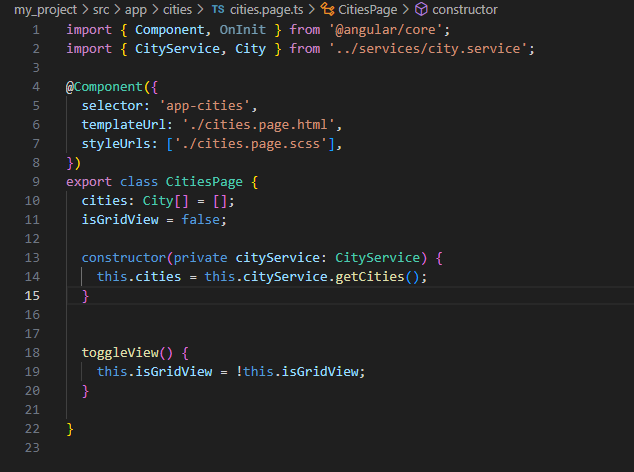 my_project > src > app > cities > TS cities.page.ts > CitiesPage > constructor
1 import { Component, OnInit } from '@angular/core';
2 import { CityService, City } from '../services/city.service';
3
4 @Component({
5   selector: 'app-cities',
6   templateUrl: './cities.page.html',
7   styleUrls: ['./cities.page.scss'],
8 })
9 export class CitiesPage {
10   cities: City[] = [];
11   isGridView = false;
12
13   constructor(private cityService: CityService) {
14     this.cities = this.cityService.getCities();
15   }
16
17
18   toggleView() {
19     this.isGridView = !this.isGridView;
20   }
21
22 }
23